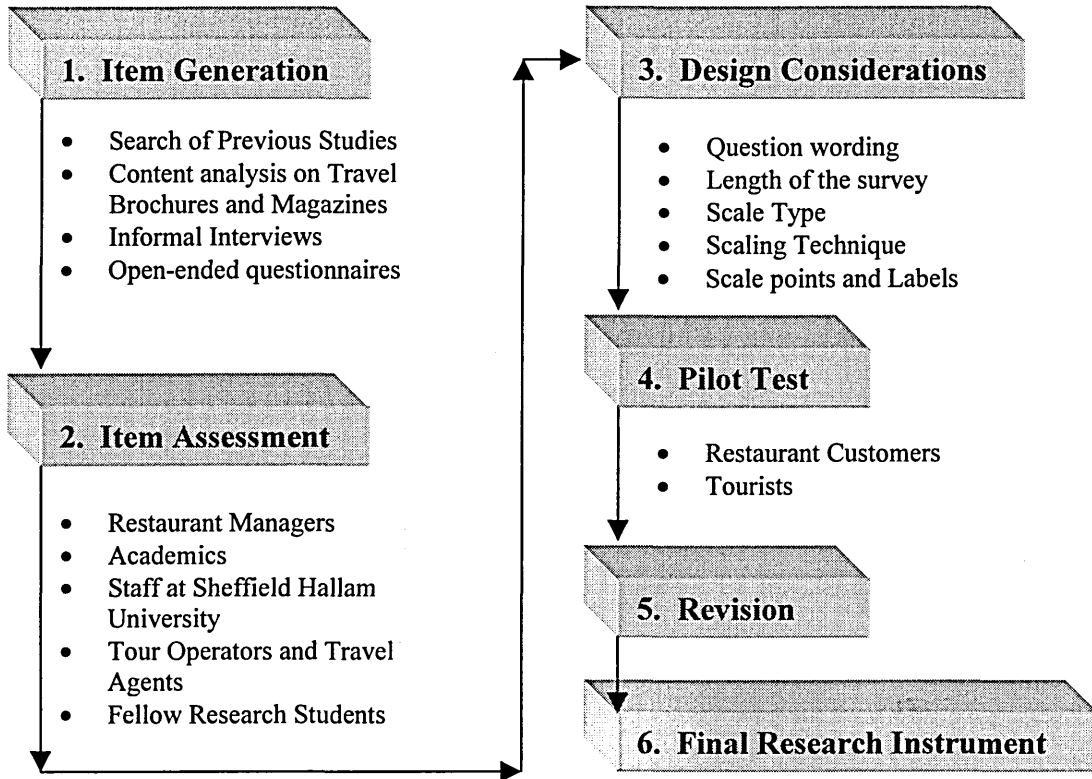 1. Item Generation
• Search of Previous Studies
• Content analysis on Travel
Brochures and Magazines
• Informal Interviews
• Open-ended questionnaires
2. Item Assessment
• Restaurant Managers
• Academics
• Staff at Sheffield Hallam
University
• Tour Operators and Travel
Agents
• Fellow Research Students
3. Design Considerations
• Question wording
• Length of the survey
• Scale Type
• Scaling Technique
• Scale points and Labels
4. Pilot Test
• Restaurant Customers
• Tourists
5. Revision
6. Final Research Instrument